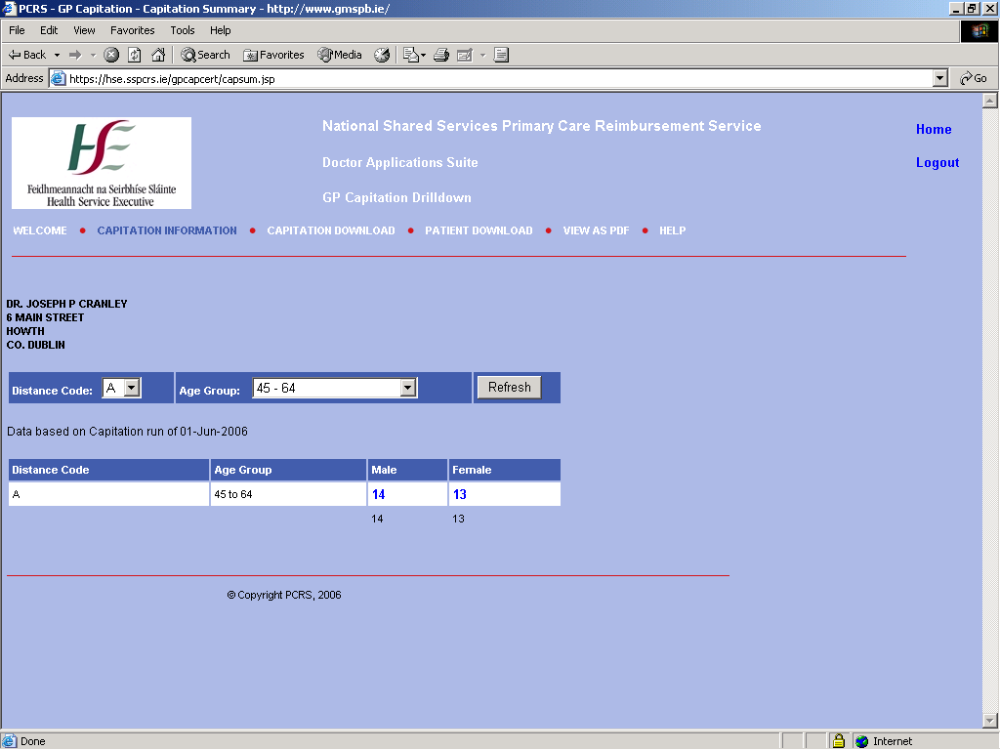 PCRS - GP Capitation - Capitation Summary - http://www.gmspb.ie/
File Edit View Favorites Tools Help
Back Search Favorites Media
Address https://hse.sspcrs.ie/gpcapcert/capsum.jsp Go
HSE
Feidhmeannacht na Seirbhíse Sláinte
Health Service Executive
National Shared Services Primary Care Reimbursement Service
Doctor Applications Suite
GP Capitation Drilldown
Home
Logout
WELCOME • CAPITATION INFORMATION • CAPITATION DOWNLOAD • PATIENT DOWNLOAD • VIEW AS PDF • HELP
DR. JOSEPH P CRANLEY
6 MAIN STREET
HOWTH
CO. DUBLIN
Distance Code: A Age Group: 45 - 64 Refresh
Data based on Capitation run of 01-Jun-2006
Distance Code Age Group Male Female
A 45 to 64 14 13
14 13
© Copyright PCRS, 2006
Done Internet